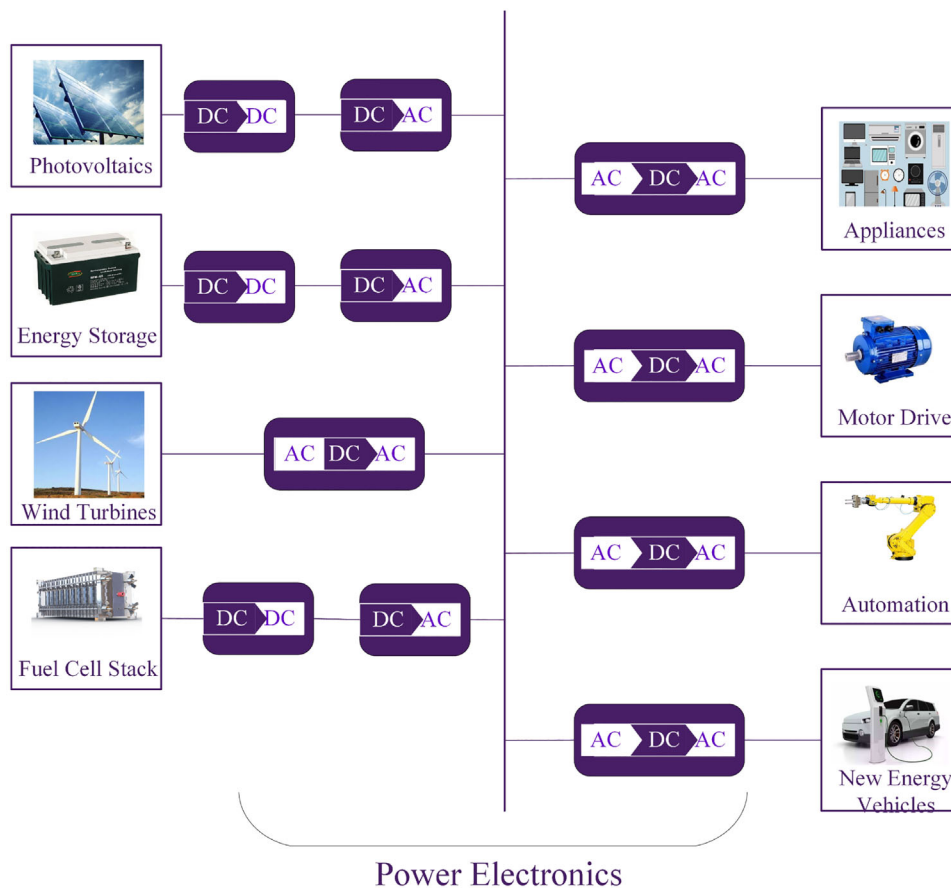 DC DC
DC AC
Photovoltaics
DC DC
DC AC
Energy Storage
AC DC AC
Wind Turbines
DC DC
DC AC
Fuel Cell Stack
AC DC AC
Appliances
AC DC AC
Motor Drive
AC DC AC
Automation
AC DC AC
New Energy
Vehicles
Power Electronics